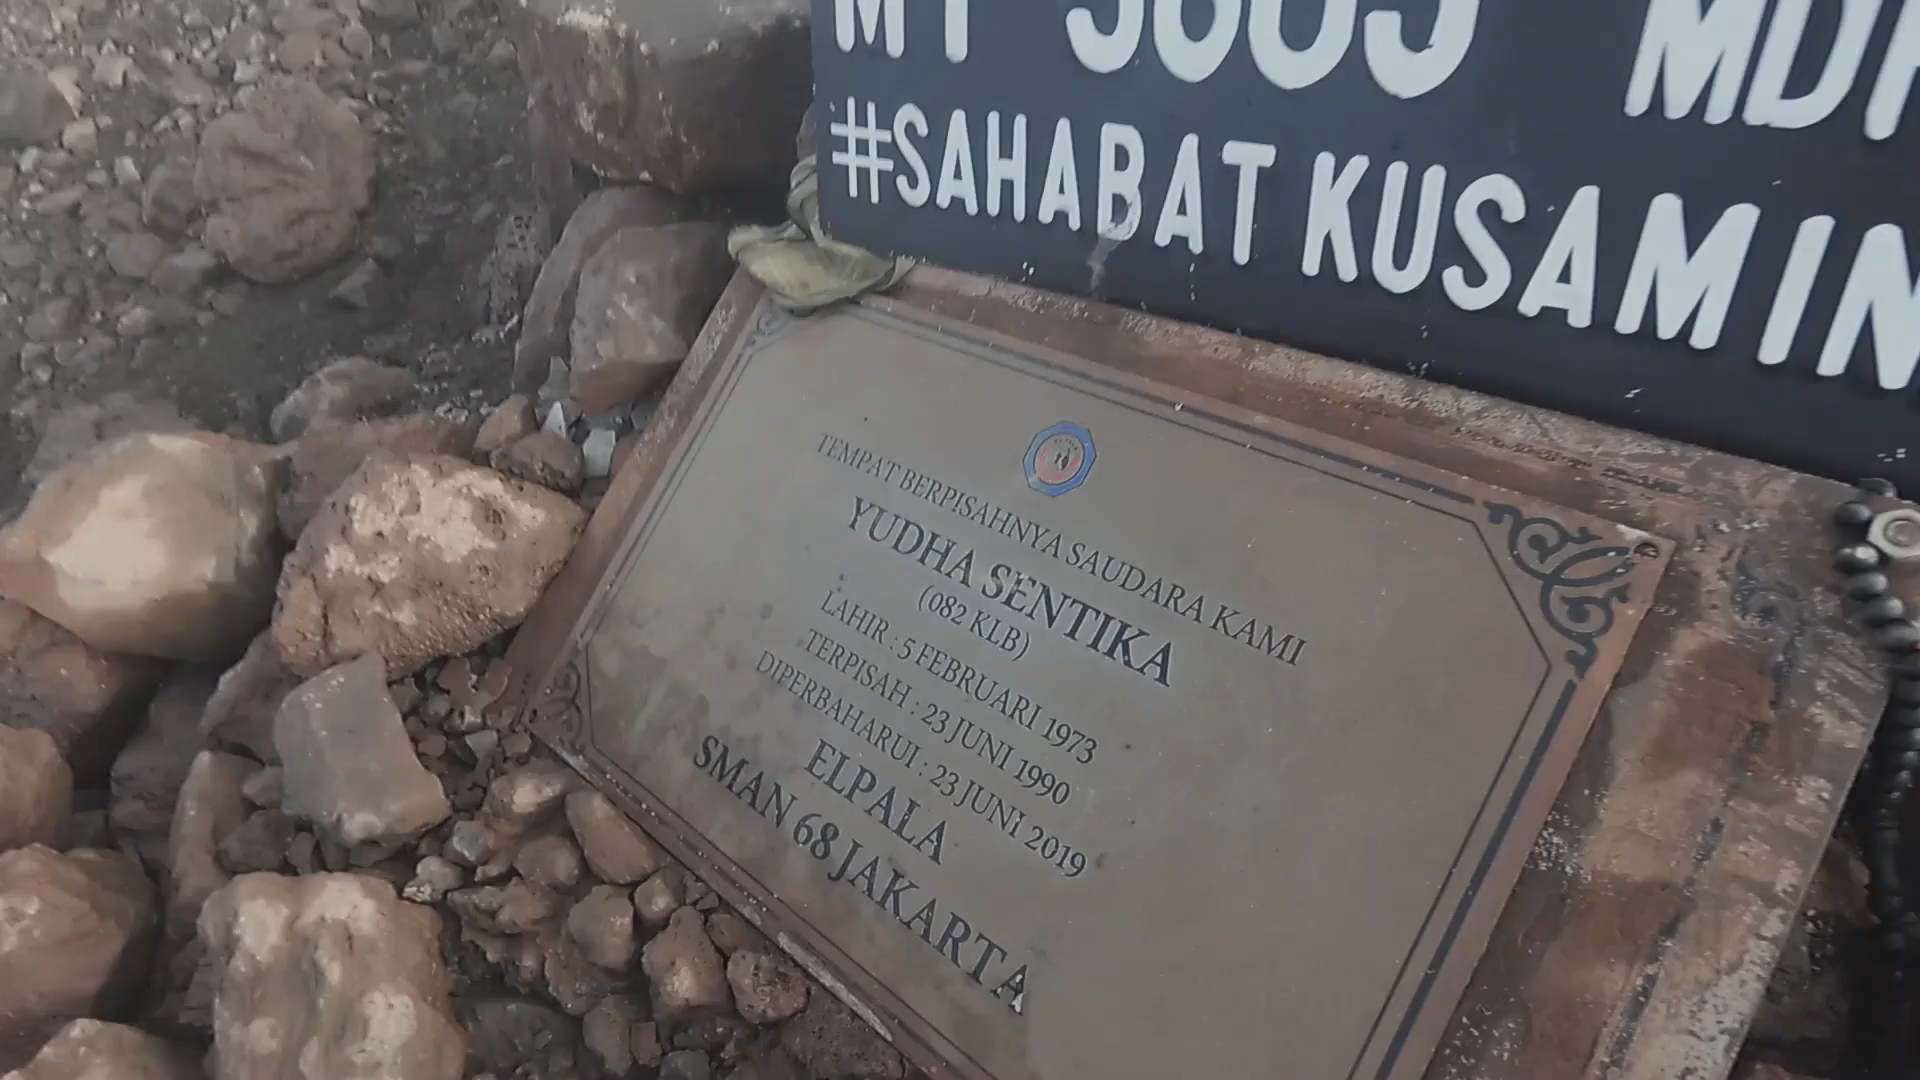 #SAHABAT KUSAMIN
TEMPAT BERPISAHNYA SAUDARA KAMI
YUDHA SENTIKA
(082 KLB)
LAHIR : 5 FEBRUARI 1973
TERPISAH : 23 JUNI 1990
DIPERBAHARUI : 23 JUNI 2019
ELPALA
SMAN 68 JAKARTA